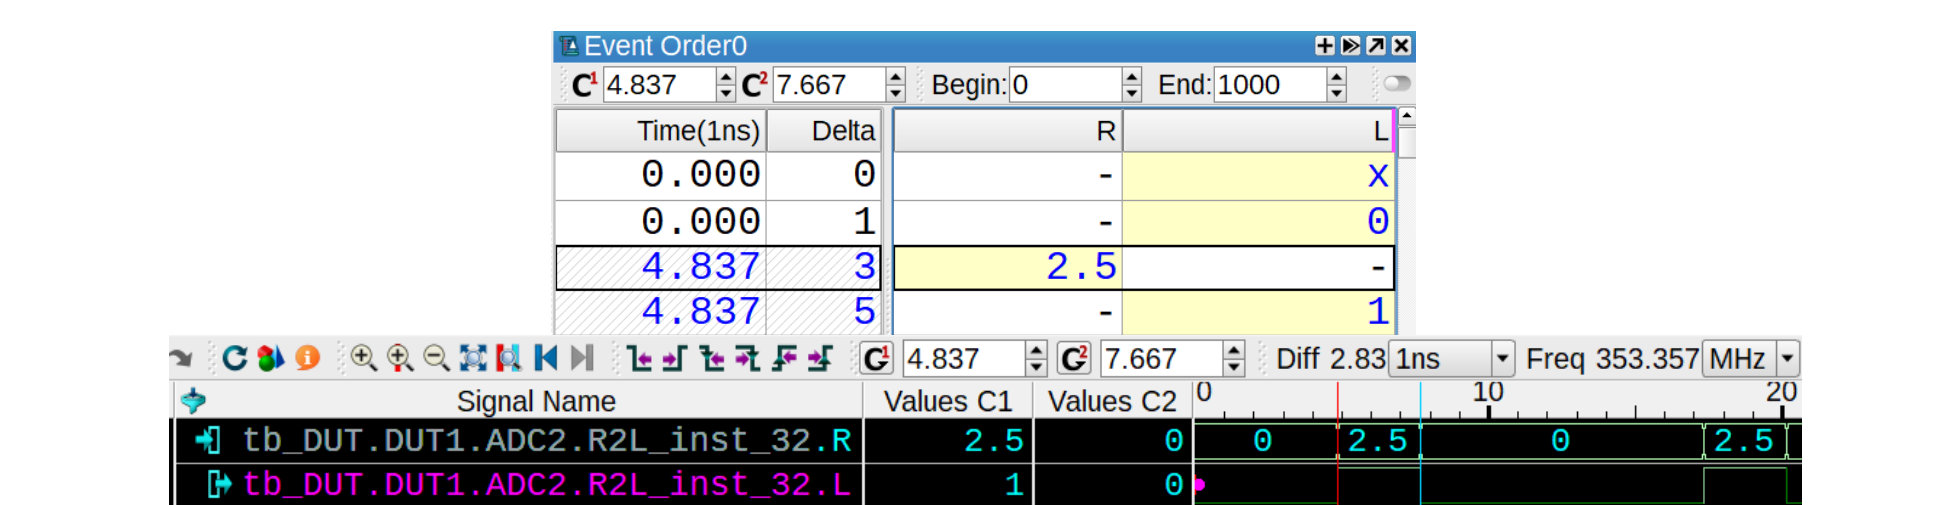 Event Order0
C1 4.837 C2 7.667 Begin: 0 End: 1000
Time(1ns) Delta R L
0.000 0 - x
0.000 1 - 0
4.837 3 2.5 -
4.837 5 - 1
C1 4.837 C2 7.667 Diff 2.83 1ns Freq 353.357 MHz
Signal Name Values C1 Values C2 0 10 20
tb_DUT.DUT1.ADC2.R2L_inst_32.R 2.5 0 0 2.5 0 2.5
tb_DUT.DUT1.ADC2.R2L_inst_32.L 1 0